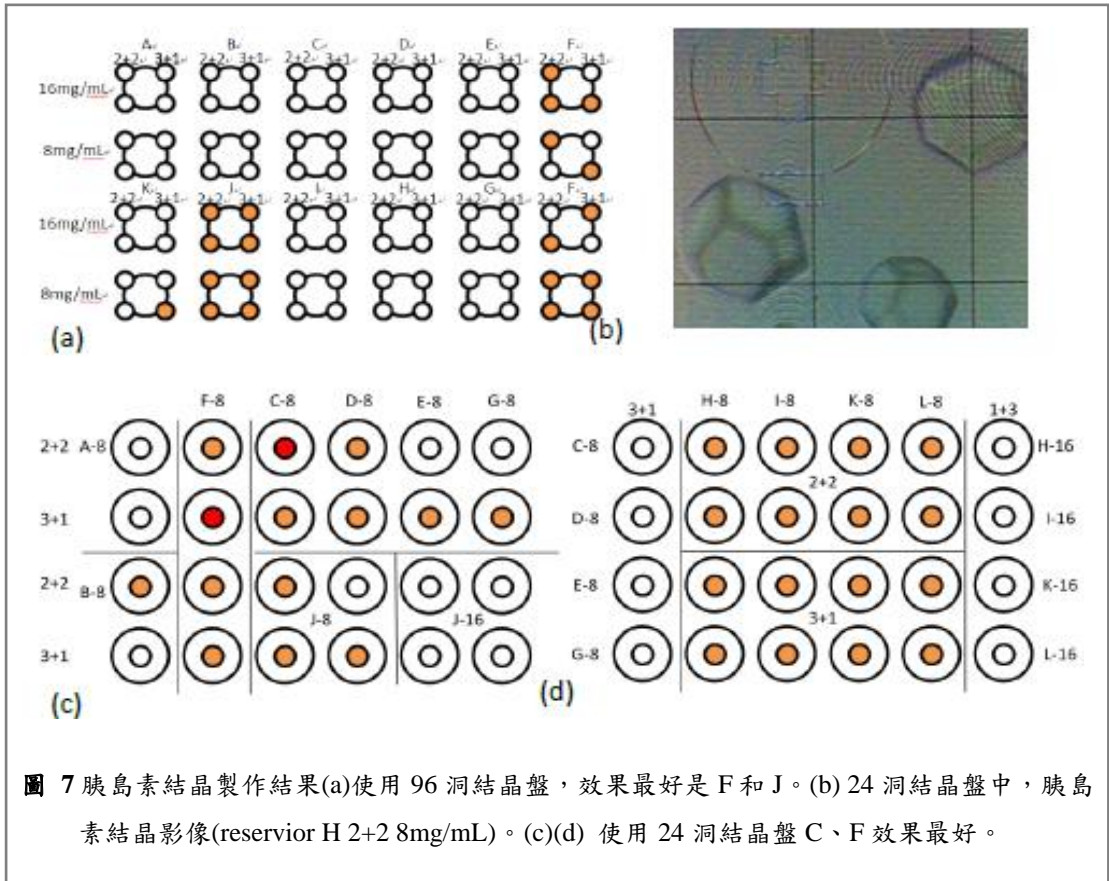 A B C D E F
2+2 3+1 2+2 3+1 2+2 3+1 2+2 3+1 2+2 3+1 2+2 3+1
16mg/mL
8mg/mL
K J I H G F
2+2 3+1 2+2 3+1 2+2 3+1 2+2 3+1 2+2 3+1 2+2 3+1
16mg/mL
8mg/mL
(a)
(b)
F-8 C-8 D-8 E-8 G-8
2+2 A-8
3+1
2+2 B-8
J-8 J-16
3+1
(c)
3+1 H-8 I-8 K-8 L-8 1+3
C-8 H-16
2+2
D-8 I-16
E-8 K-16
3+1
G-8 L-16
(d)
圖 7 胰島素結晶製作結果(a)使用 96 洞結晶盤，效果最好是 F 和 J。(b) 24 洞結晶盤中，胰島
素結晶影像(reservior H 2+2 8mg/mL)。(c)(d) 使用 24 洞結晶盤 C、F 效果最好。